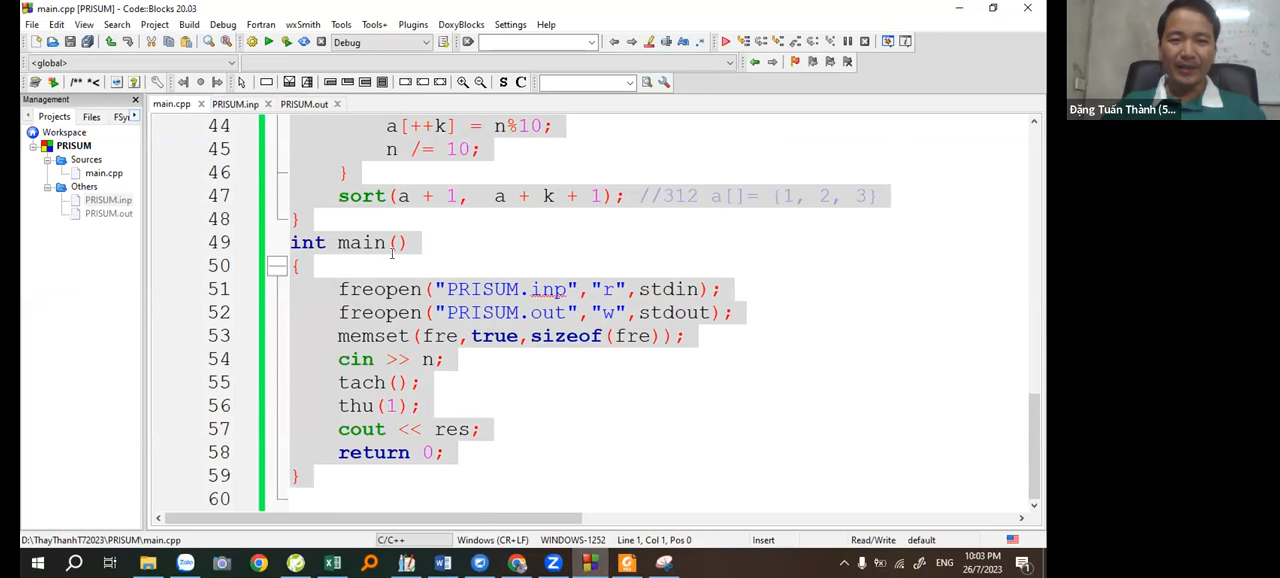 main.cpp [PRISUM] - Code::Blocks 20.03
File Edit View Search Project Build Debug Fortran wxSmith Tools Tools+ Plugins DoxyBlocks Settings Help
Debug
<global>
/** *<
S C
Management
Projects Files FSy
Workspace
PRISUM
Sources
main.cpp
Others
PRISUM.inp
PRISUM.out
main.cpp PRISUM.inp PRISUM.out
44 a[++k] = n%10;
45 n /= 10;
46 }
47 sort(a + 1, a + k + 1); //312 a[]= {1, 2, 3}
48 }
49 int main()
50 {
51 freopen("PRISUM.inp","r",stdin);
52 freopen("PRISUM.out","w",stdout);
53 memset(fre,true,sizeof(fre));
54 cin >> n;
55 tach();
56 thu(1);
57 cout << res;
58 return 0;
59 }
60
D:\ThayThanhT72023\PRISUM\main.cpp C/C++ Windows (CR+LF) WINDOWS-1252 Line 1, Col 1, Pos 0 Insert Read/Write default
ENG
10:03 PM
26/7/2023
Đặng Tuấn Thành (5...